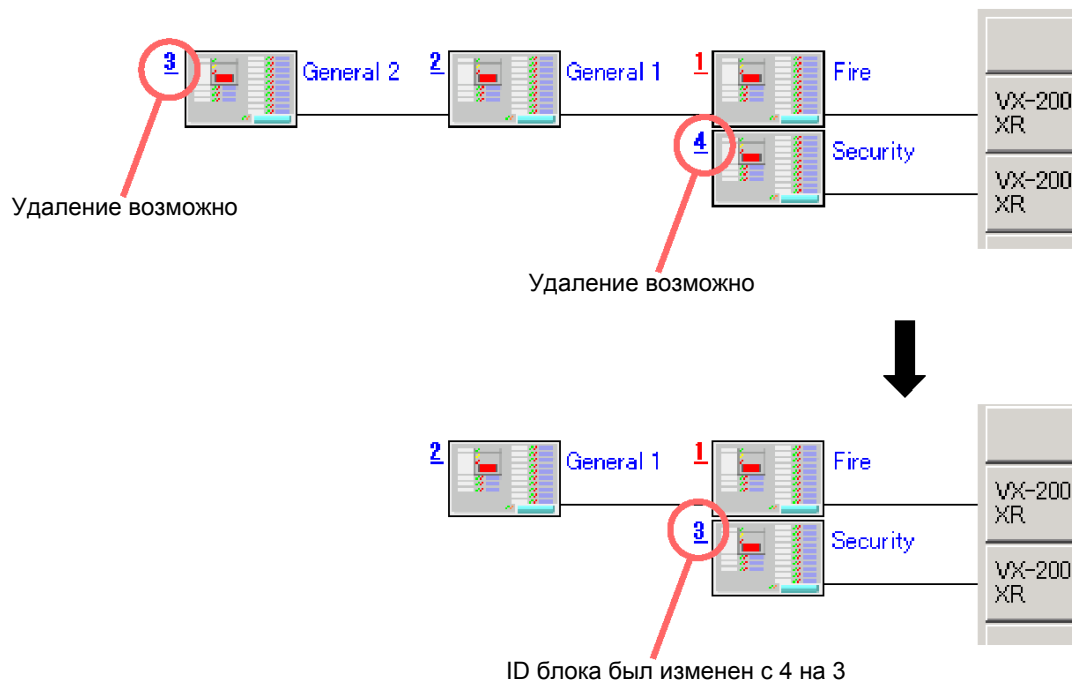 3 General 2 2 General 1 1 Fire
VX-200
XR
4 Security
VX-200
XR
Удаление возможно
Удаление возможно
2 General 1 1 Fire
VX-200
XR
3 Security
VX-200
XR
ID блока был изменен с 4 на 3